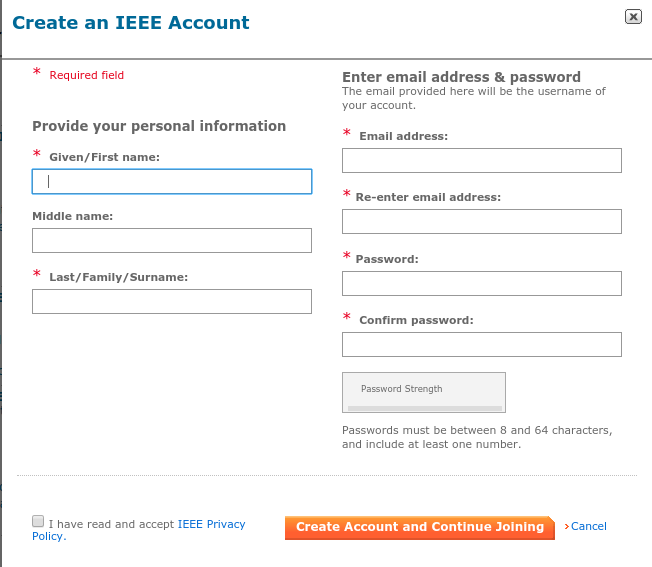 Create an IEEE Account
* Required field
Provide your personal information
* Given/First name:
Middle name:
* Last/Family/Surname:
Enter email address & password
The email provided here will be the username of
your account.
* Email address:
* Re-enter email address:
* Password:
* Confirm password:
Password Strength
Passwords must be between 8 and 64 characters,
and include at least one number.
I have read and accept IEEE Privacy
Policy.
Create Account and Continue Joining
› Cancel